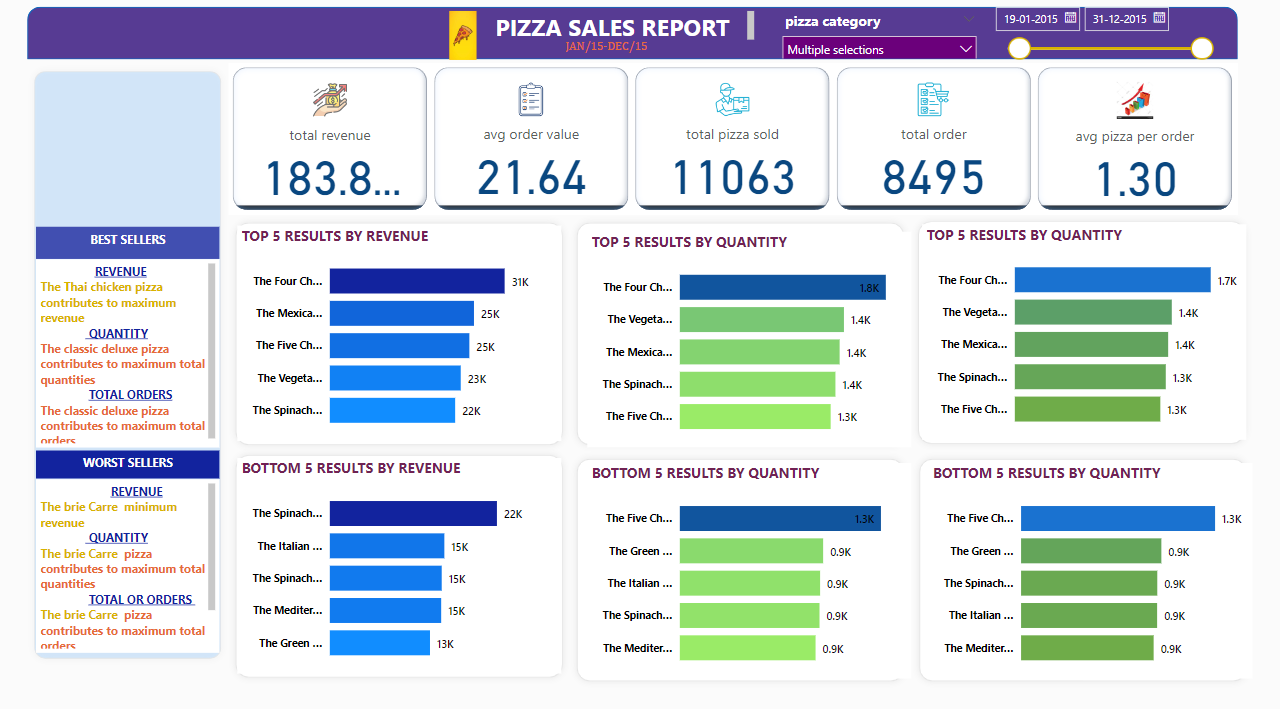 PIZZA SALES REPORT
JAN/15-DEC/15
pizza category
Multiple selections
19-01-2015
31-12-2015
total revenue
183.8...
avg order value
21.64
total pizza sold
11063
total order
8495
avg pizza per order
1.30
BEST SELLERS
REVENUE
The Thai chicken pizza
contributes to maximum
revenue
QUANTITY
The classic deluxe pizza
contributes to maximum total
quantities
TOTAL ORDERS
The classic deluxe pizza
contributes to maximum total
orders
WORST SELLERS
REVENUE
The brie Carre minimum
revenue
QUANTITY
The brie Carre pizza
contributes to maximum total
quantities
TOTAL OR ORDERS
The brie Carre pizza
contributes to maximum total
orders
TOP 5 RESULTS BY REVENUE
The Four Ch... 31K
The Mexica... 25K
The Five Ch... 25K
The Vegeta... 23K
The Spinach... 22K
TOP 5 RESULTS BY QUANTITY
The Four Ch... 1.8K
The Vegeta... 1.4K
The Mexica... 1.4K
The Spinach... 1.4K
The Five Ch... 1.3K
TOP 5 RESULTS BY QUANTITY
The Four Ch... 1.7K
The Vegeta... 1.4K
The Mexica... 1.4K
The Spinach... 1.3K
The Five Ch... 1.3K
BOTTOM 5 RESULTS BY REVENUE
The Spinach... 22K
The Italian ... 15K
The Spinach... 15K
The Mediter... 15K
The Green ... 13K
BOTTOM 5 RESULTS BY QUANTITY
The Five Ch... 1.3K
The Green ... 0.9K
The Italian ... 0.9K
The Spinach... 0.9K
The Mediter... 0.9K
BOTTOM 5 RESULTS BY QUANTITY
The Five Ch... 1.3K
The Green ... 0.9K
The Spinach... 0.9K
The Italian ... 0.9K
The Mediter... 0.9K